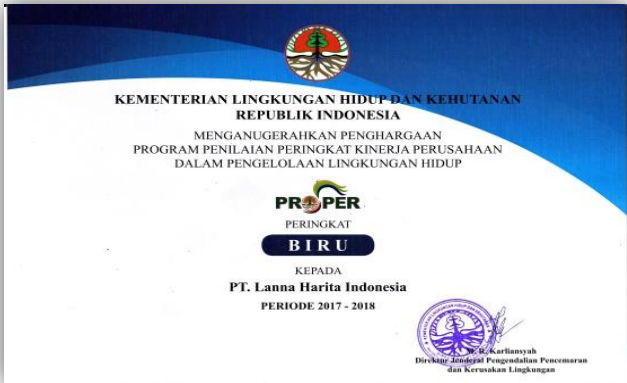 KEMENTERIAN LINGKUNGAN HIDUP DAN KEHUTANAN
REPUBLIK INDONESIA
MENGANUGERAHKAN PENGHARGAAN
PROGRAM PENILAIAN PERINGKAT KINERJA PERUSAHAAN
DALAM PENGELOLAAN LINGKUNGAN HIDUP
PROPER
PERINGKAT
BIRU
KEPADA
PT. Lanna Harita Indonesia
PERIODE 2017 - 2018
M. R. Karliansyah
Direktur Jenderal Pengendalian Pencemaran
dan Kerusakan Lingkungan